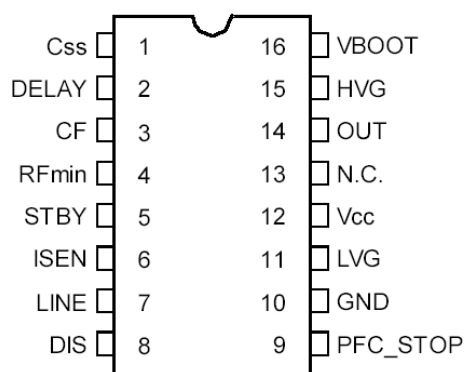 Css 1 16 VBOOT
DELAY 2 15 HVG
CF 3 14 OUT
RFmin 4 13 N.C.
STBY 5 12 Vcc
ISEN 6 11 LVG
LINE 7 10 GND
DIS 8 9 PFC_STOP